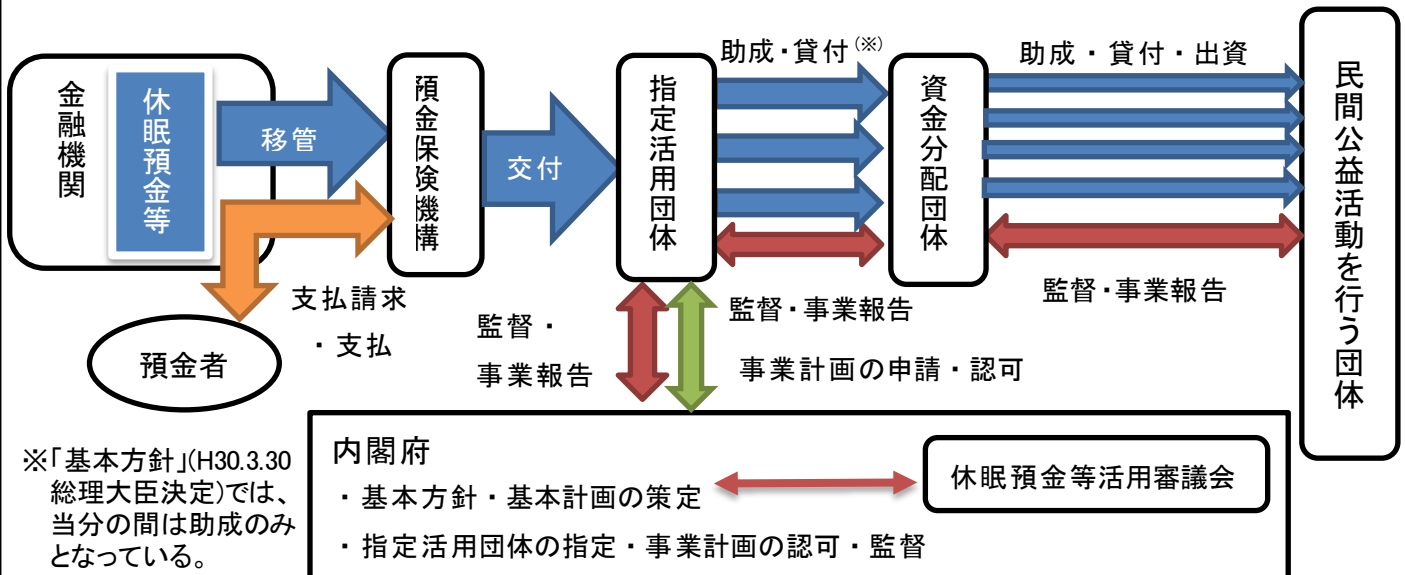 金融機関
休眠預金等
移管
預金保険機構
交付
指定活用団体
助成・貸付(※)
資金分配団体
助成・貸付・出資
民間公益活動を行う団体
支払請求
・支払
預金者
監督・
事業報告
監督・事業報告
事業計画の申請・認可
監督・事業報告
※「基本方針」(H30.3.30
総理大臣決定)では、
当分の間は助成のみ
となっている。
内閣府
・基本方針・基本計画の策定
・指定活用団体の指定・事業計画の認可・監督
休眠預金等活用審議会